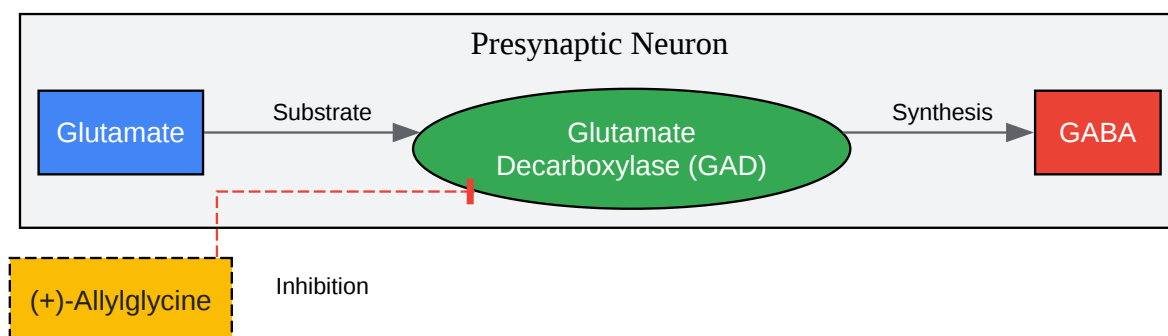 Presynaptic Neuron
Glutamate
Substrate
Glutamate
Decarboxylase (GAD)
Synthesis
GABA
(+)-Allylglycine
Inhibition